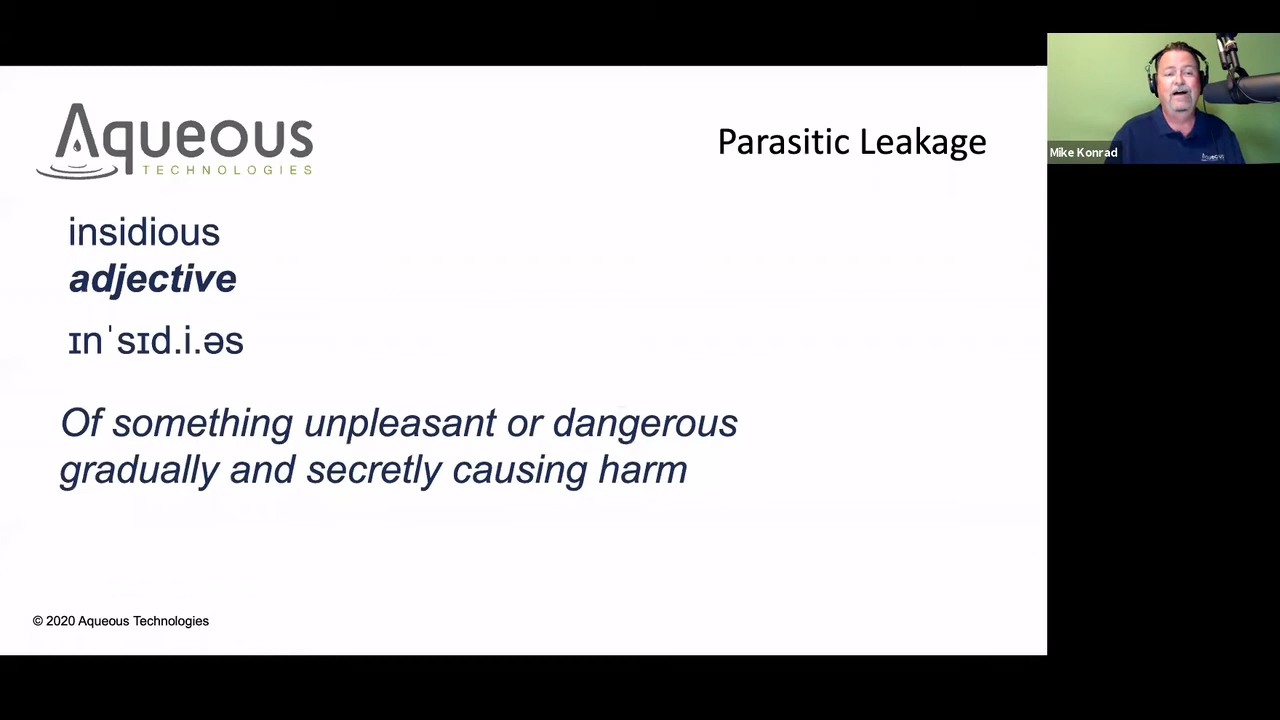 Aqueous
TECHNOLOGIES
Parasitic Leakage
Mike Konrad
Aqueous
insidious
adjective
ɪnˈsɪd.i.əs
Of something unpleasant or dangerous
gradually and secretly causing harm
© 2020 Aqueous Technologies